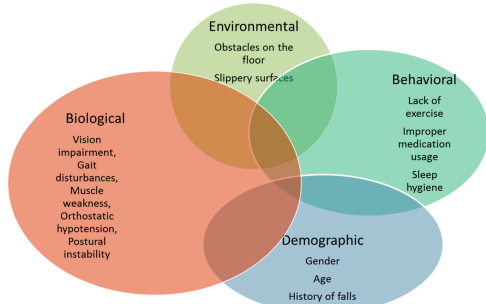 Environmental
Obstacles on the
floor
Slippery surfaces
Behavioral
Lack of
exercise
Improper
medication
usage
Sleep
hygiene
Biological
Vision
impairment,
Gait
disturbances,
Muscle
weakness,
Orthostatic
hypotension,
Postural
instability
Demographic
Gender
Age
History of falls